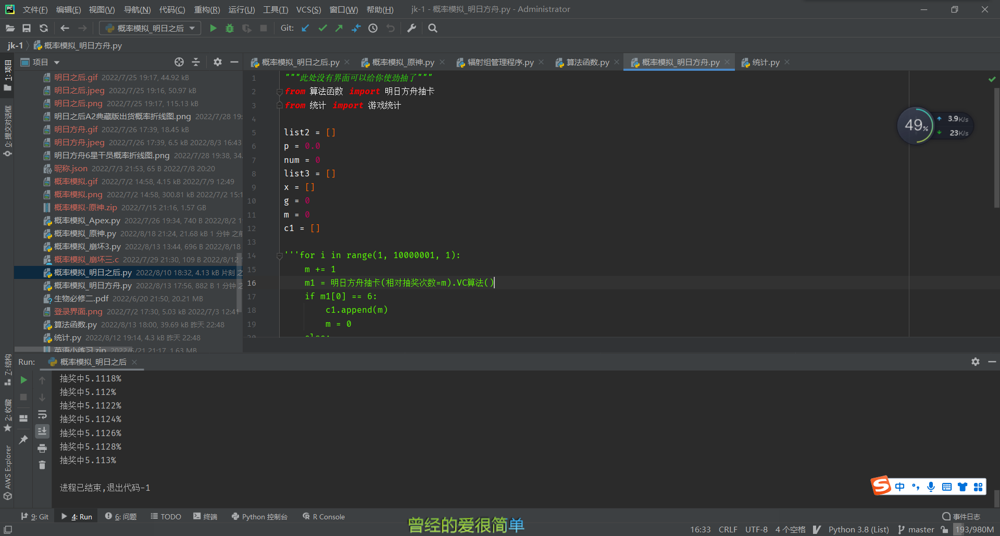 文件(F) 编辑(E) 视图(V) 导航(N) 代码(C) 重构(R) 运行(U) 工具(T) VCS(S) 窗口(W) 帮助(H) jk-1 - 概率模拟_明日方舟.py - Administrator
概率模拟_明日之后 Git:
jk-1 概率模拟_明日方舟.py
项目
概率模拟_明日之后.py 概率模拟_原神.py 辐射组管理程序.py 算法函数.py 概率模拟_明日方舟.py 统计.py
1: 项目
0: 提交对话框
7: 结构
2: 收藏
AWS Explorer
明日之后.gif 2022/7/25 19:17, 44.92 kB
明日之后.jpeg 2022/7/25 19:16, 50.97 kB
明日之后.png 2022/7/25 19:17, 115.13 kB
明日之后A2典藏版出货概率折线图.png 2022/7/28 19:
明日方舟.gif 2022/7/26 17:39, 18.45 kB
明日方舟.jpeg 2022/7/26 17:39, 6.5 kB 2022/8/3 16:43
明日方舟6星干员概率折线图.png 2022/7/28 19:38, 34.
昵称.json 2022/7/3 21:53, 65 B 2022/7/8 20:20
概率模拟.gif 2022/7/2 14:58, 4.15 kB 2022/7/9 12:49
概率模拟.png 2022/7/2 14:58, 300.81 kB 2022/7/2 15:1
概率模拟-原神.zip 2022/7/15 21:16, 1.57 GB
概率模拟_Apex.py 2022/7/26 19:34, 740 B 2022/8/2 1
概率模拟_原神.py 2022/8/18 21:24, 21.68 kB 1 分钟 之前
概率模拟_崩坏3.py 2022/8/13 13:44, 696 B 2022/8/18
概率模拟_崩坏三.c 2022/7/29 21:30, 109 B 2022/8/12
概率模拟_明日之后.py 2022/8/10 18:32, 4.13 kB 片刻 之
概率模拟_明日方舟.py 2022/8/13 17:56, 882 B 1 分钟 之
生物必修二.pdf 2022/6/20 21:50, 20.21 MB
登录界面.png 2022/7/2 17:30, 5.03 kB 2022/7/3 12:41
算法函数.py 2022/8/13 18:00, 39.69 kB 昨天 22:48
统计.py 2022/8/12 19:14, 4.3 kB 昨天 22:48
英语小练习.zip 2022/6/21 21:17, 1.63 MB
1 """此处没有界面可以给你使劲抽了"""
2 from 算法函数 import 明日方舟抽卡
3 from 统计 import 游戏统计
4
5 list2 = []
6 p = 0.0
7 num = 0
8 list3 = []
9 x = []
10 g = 0
11 m = 0
12 c1 = []
13
14 '''for i in range(1, 10000001, 1):
15 m += 1
16 m1 = 明日方舟抽卡(相对抽奖次数=m).VC算法()
17 if m1[0] == 6:
18 c1.append(m)
19 m = 0
20 else:
49%
3.9K/s
23K/s
Run: 概率模拟_明日之后
抽奖中5.1118%
抽奖中5.112%
抽奖中5.1122%
抽奖中5.1124%
抽奖中5.1126%
抽奖中5.1128%
抽奖中5.113%
进程已结束,退出代码-1
中
9: Git 4: Run 6: 问题 TODO 终端 Python 控制台 R Console 事件日志
曾经的爱很简单
16:33 CRLF UTF-8 4 个空格 Python 3.8 (List) master 193/980M